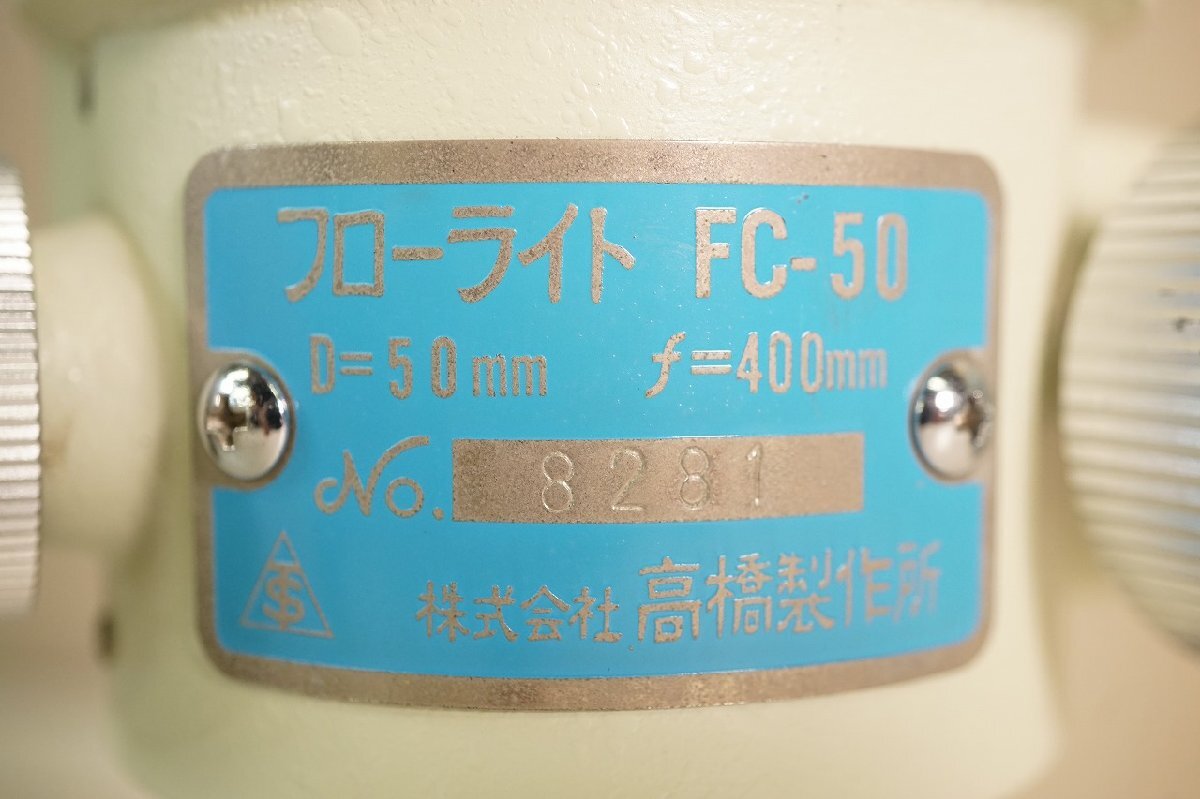 フローライト FC-50
D=50mm f=400mm
No. 8281
TS 株式会社 高橋製作所